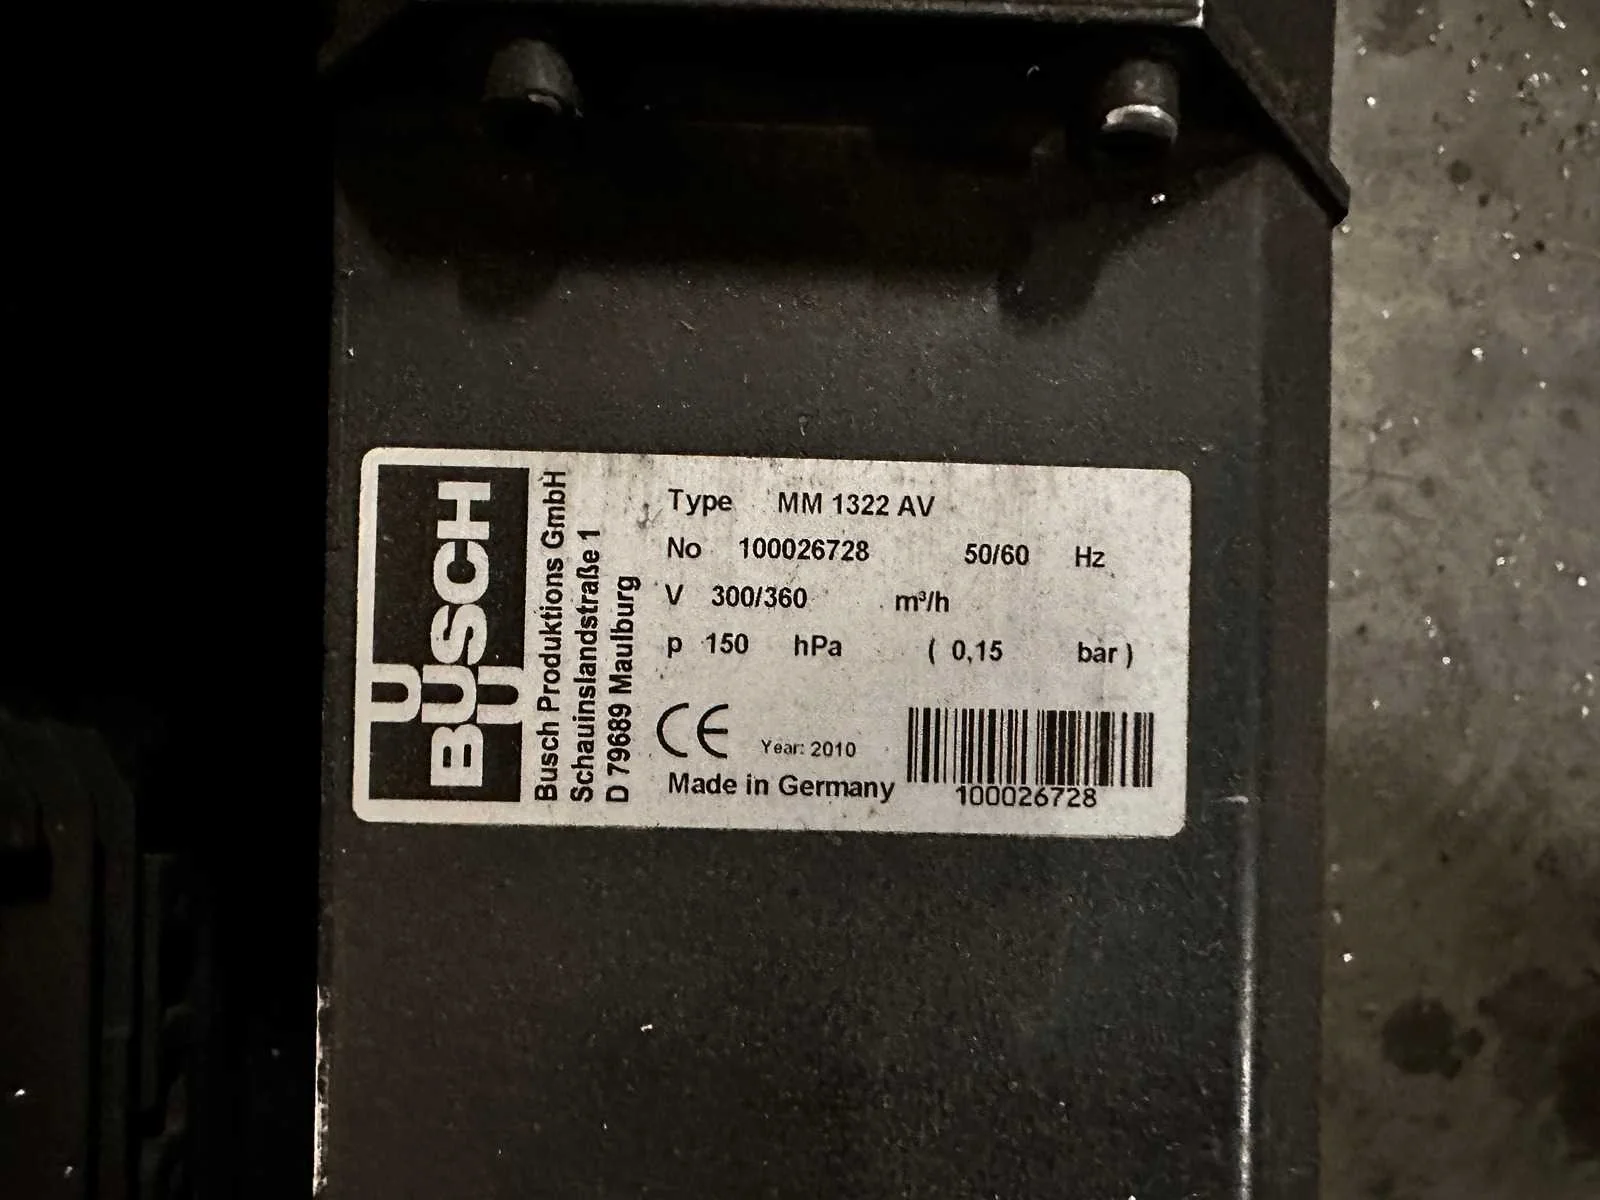 BUSCH
Busch Produktions GmbH
Schauinslandstraße 1
D 79689 Maulburg
Type MM 1322 AV
No 100026728 50/60 Hz
V 300/360 m³/h
p 150 hPa ( 0,15 bar )
CE Year: 2010
Made in Germany
100026728